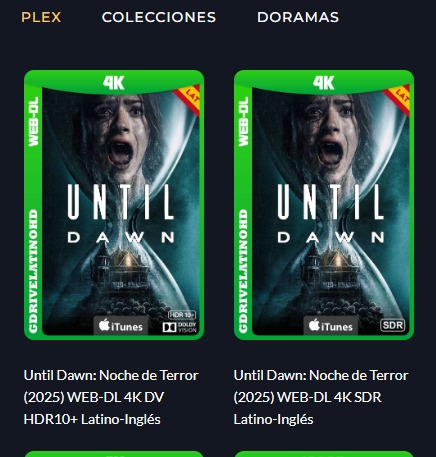 PLEX COLECCIONES DORAMAS
4K 4K
LAT LAT
WEB-DL WEB-DL
UNTIL UNTIL
DAWN DAWN
GDRIVELATINOHD GDRIVELATINOHD
HDR10+
iTunes DOLBY VISION iTunes SDR
Until Dawn: Noche de Terror Until Dawn: Noche de Terror
(2025) WEB-DL 4K DV (2025) WEB-DL 4K SDR
HDR10+ Latino-Inglés Latino-Inglés